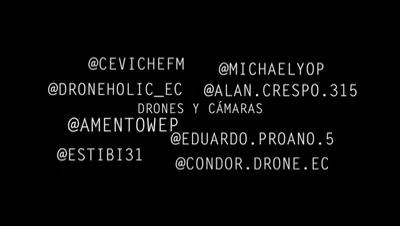 @CEVICHEFM
@MICHAELYOP
@DRONEHOLIC_EC
@ALAN.CRESPO.315
DRONES Y CÁMARAS
@AMENTOWEP
@EDUARDO.PROANO.5
@ESTIBI31
@CONDOR.DRONE.EC